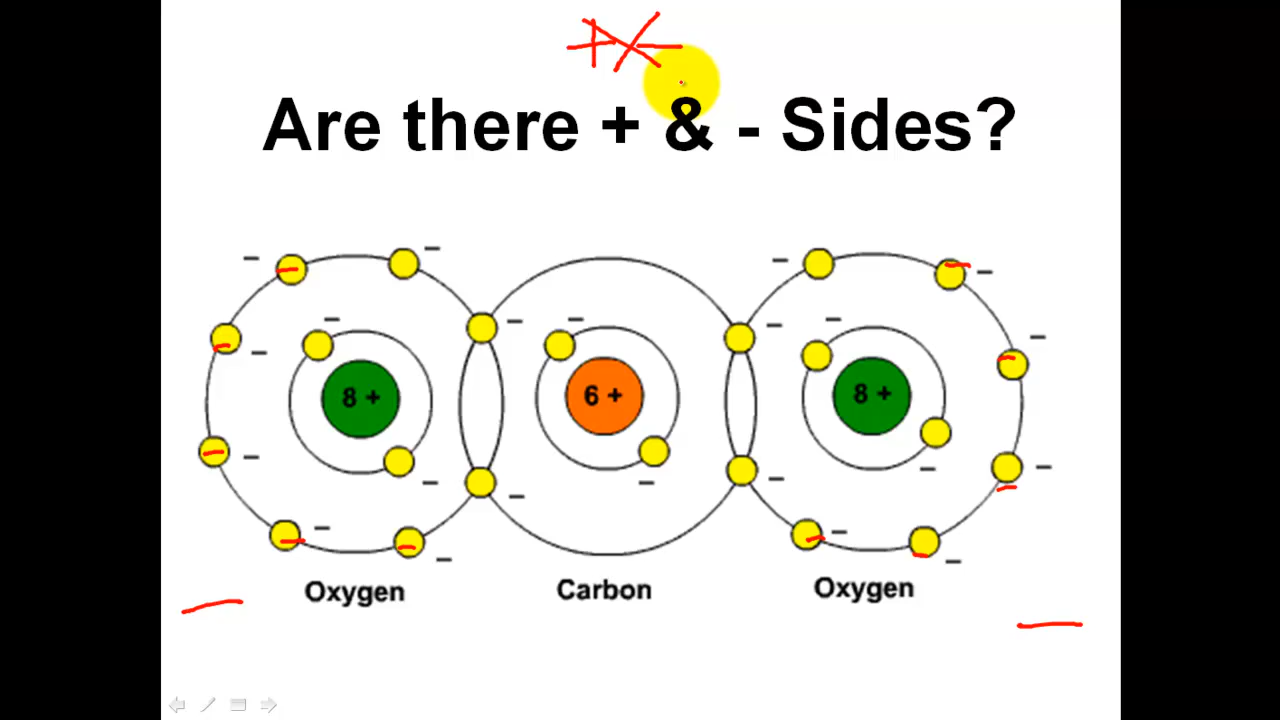 Are there + & - Sides?
8 + 6 + 8 +
Oxygen Carbon Oxygen